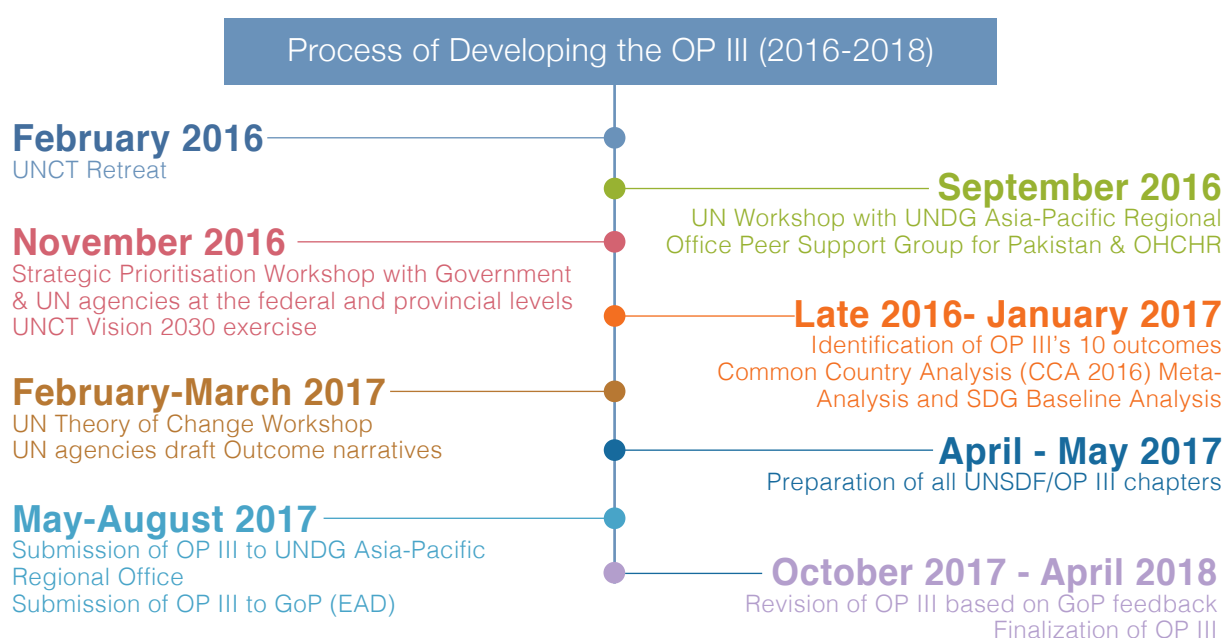 Process of Developing the OP III (2016-2018)
February 2016
UNCT Retreat
September 2016
UN Workshop with UNDG Asia-Pacific Regional
Office Peer Support Group for Pakistan & OHCHR
November 2016
Strategic Prioritisation Workshop with Government
& UN agencies at the federal and provincial levels
UNCT Vision 2030 exercise
Late 2016- January 2017
Identification of OP III's 10 outcomes
Common Country Analysis (CCA 2016) Meta-
Analysis and SDG Baseline Analysis
February-March 2017
UN Theory of Change Workshop
UN agencies draft Outcome narratives
April - May 2017
Preparation of all UNSDF/OP III chapters
May-August 2017
Submission of OP III to UNDG Asia-Pacific
Regional Office
Submission of OP III to GoP (EAD)
October 2017 - April 2018
Revision of OP III based on GoP feedback
Finalization of OP III